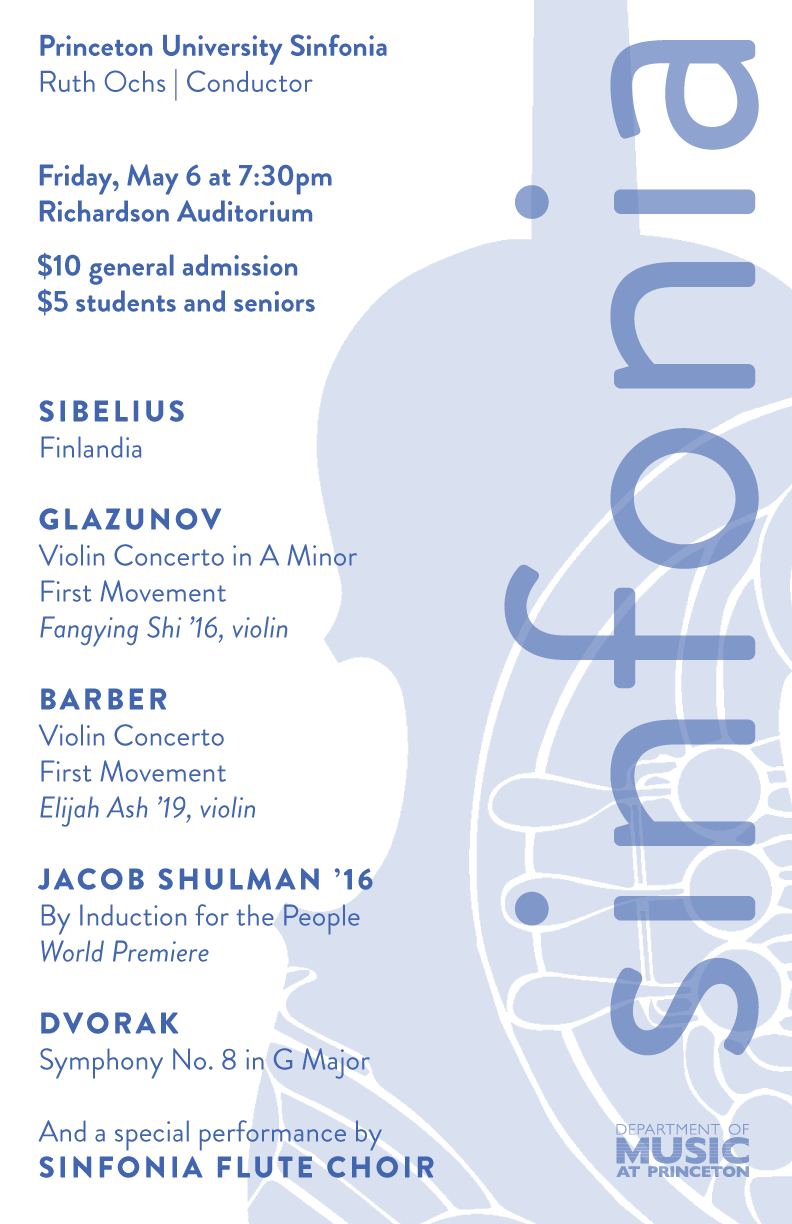 Princeton University Sinfonia
Ruth Ochs | Conductor
Friday, May 6 at 7:30pm
Richardson Auditorium
$10 general admission
$5 students and seniors
SIBELIUS
Finlandia
GLAZUNOV
Violin Concerto in A Minor
First Movement
Fangying Shi ’16, violin
BARBER
Violin Concerto
First Movement
Elijah Ash ’19, violin
JACOB SHULMAN ’16
By Induction for the People
World Premiere
DVORAK
Symphony No. 8 in G Major
And a special performance by
SINFONIA FLUTE CHOIR
sinfonia
DEPARTMENT OF
MUSIC
AT PRINCETON